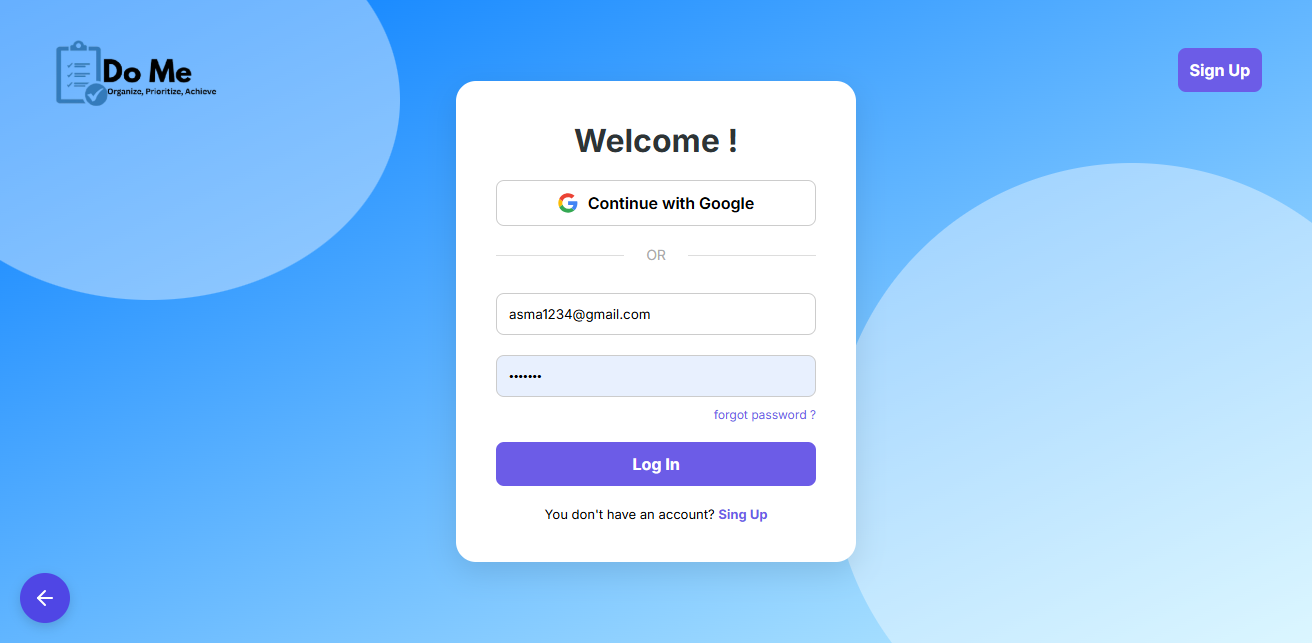 Do Me
Organize, Prioritize, Achieve
Sign Up
Welcome !
Continue with Google
OR
asma1234@gmail.com
•••••••
forgot password ?
Log In
You don't have an account? Sing Up